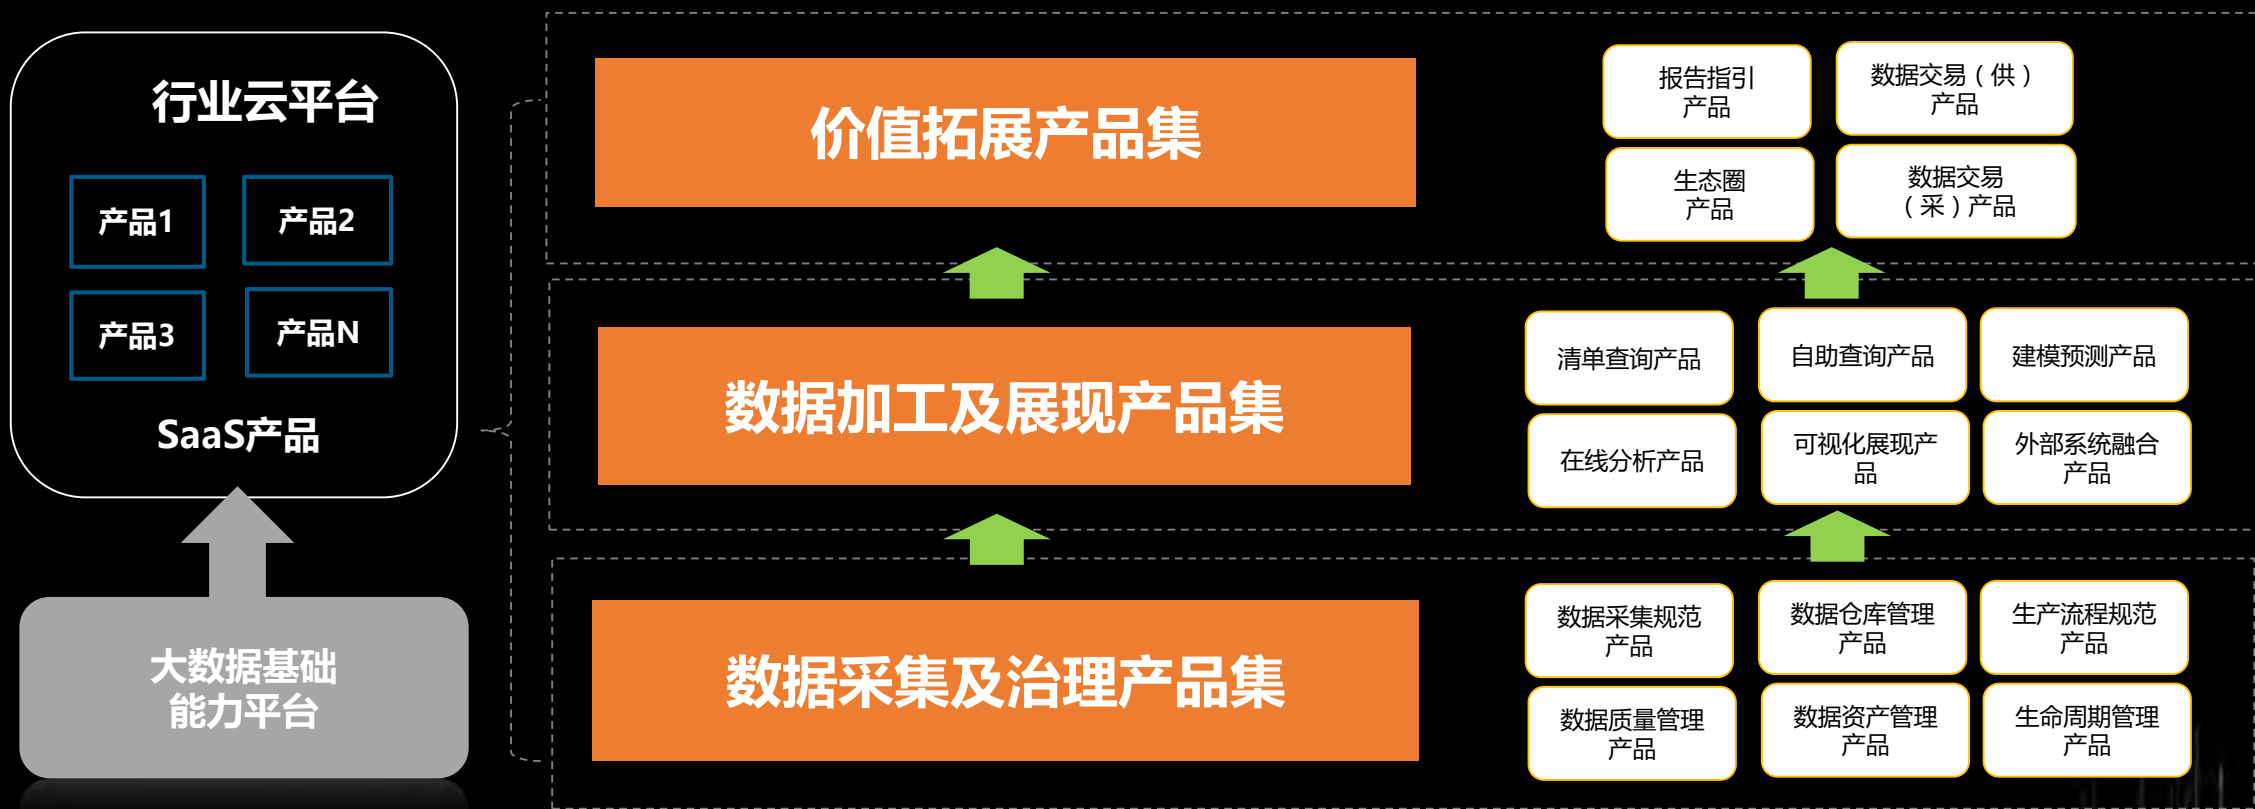 行业云平台
产品1
产品2
产品3
产品N
SaaS产品
大数据基础
能力平台
价值拓展产品集
报告指引
产品
数据交易（供）
产品
生态圈
产品
数据交易
（采）产品
数据加工及展现产品集
清单查询产品
自助查询产品
建模预测产品
在线分析产品
可视化展现产
品
外部系统融合
产品
数据采集及治理产品集
数据采集规范
产品
数据仓库管理
产品
生产流程规范
产品
数据质量管理
产品
数据资产管理
产品
生命周期管理
产品